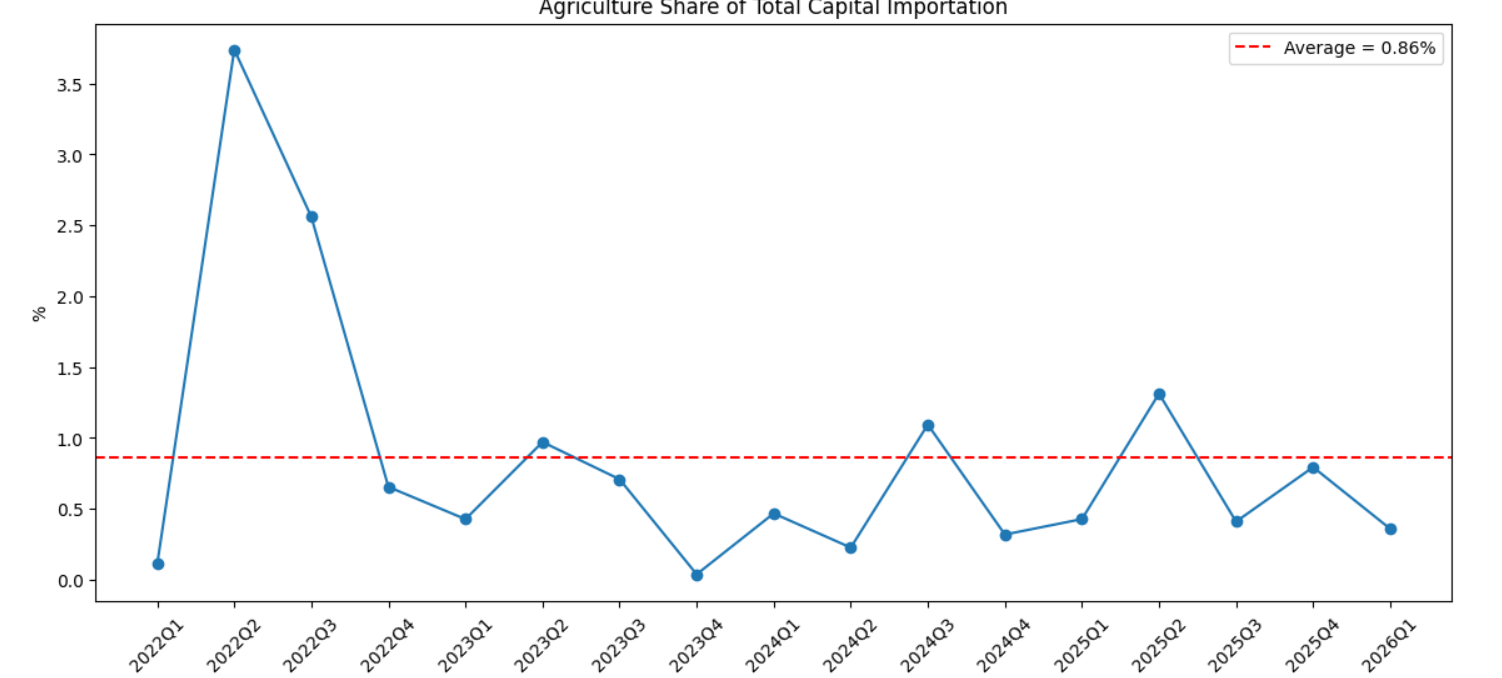 Agriculture Share of Total Capital Importation
Average = 0.86%
%
3.5
3.0
2.5
2.0
1.5
1.0
0.5
0.0
2022Q1
2022Q2
2022Q3
2022Q4
2023Q1
2023Q2
2023Q3
2023Q4
2024Q1
2024Q2
2024Q3
2024Q4
2025Q1
2025Q2
2025Q3
2025Q4
2026Q1